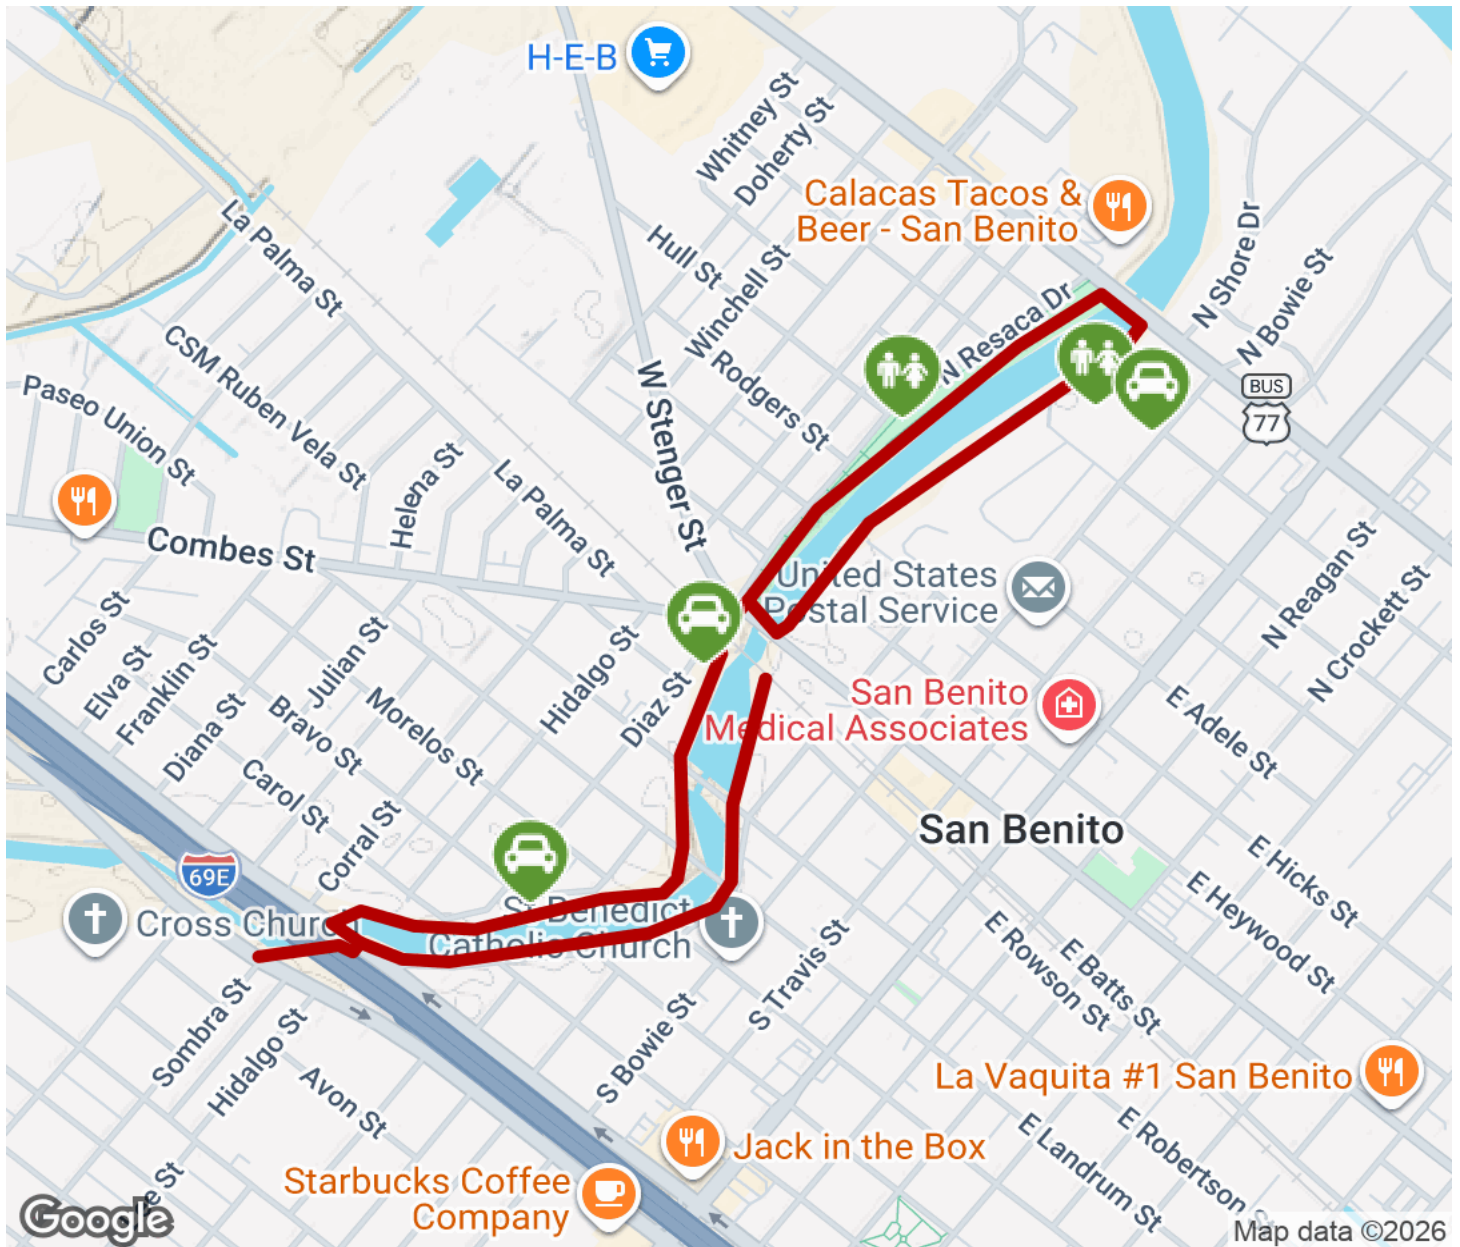 H-E-B
Whitney St
Doherty St
Calacas Tacos &
Beer - San Benito
La Palma St
Hull St
Winchell St
N Shore Dr
N Bowie St
N Resaca Dr
CSM Ruben Vela St
Paseo Union St
W Rodgers St
W Stenger St
BUS
77
Helena St
La Palma St
Combes St
United States
Postal Service
N Reagan St
N Crockett St
Carlos St
Elva St
Franklin St
Julian St
Hidalgo St
Diaz St
Diana St
Bravo St
Morelos St
San Benito
Medical Associates
E Adele St
Carol St
Corral St
San Benito
69E
E Hicks St
E Heywood St
Cross Church
St Benedict
Catholic Church
E Rowson St
E Batts St
S Travis St
Sombra St
Hidalgo St
Avon St
S Bowie St
La Vaquita #1 San Benito
Jack in the Box
E Landrum St
E Robertson St
Starbucks Coffee
Company
Google
Map data ©2026